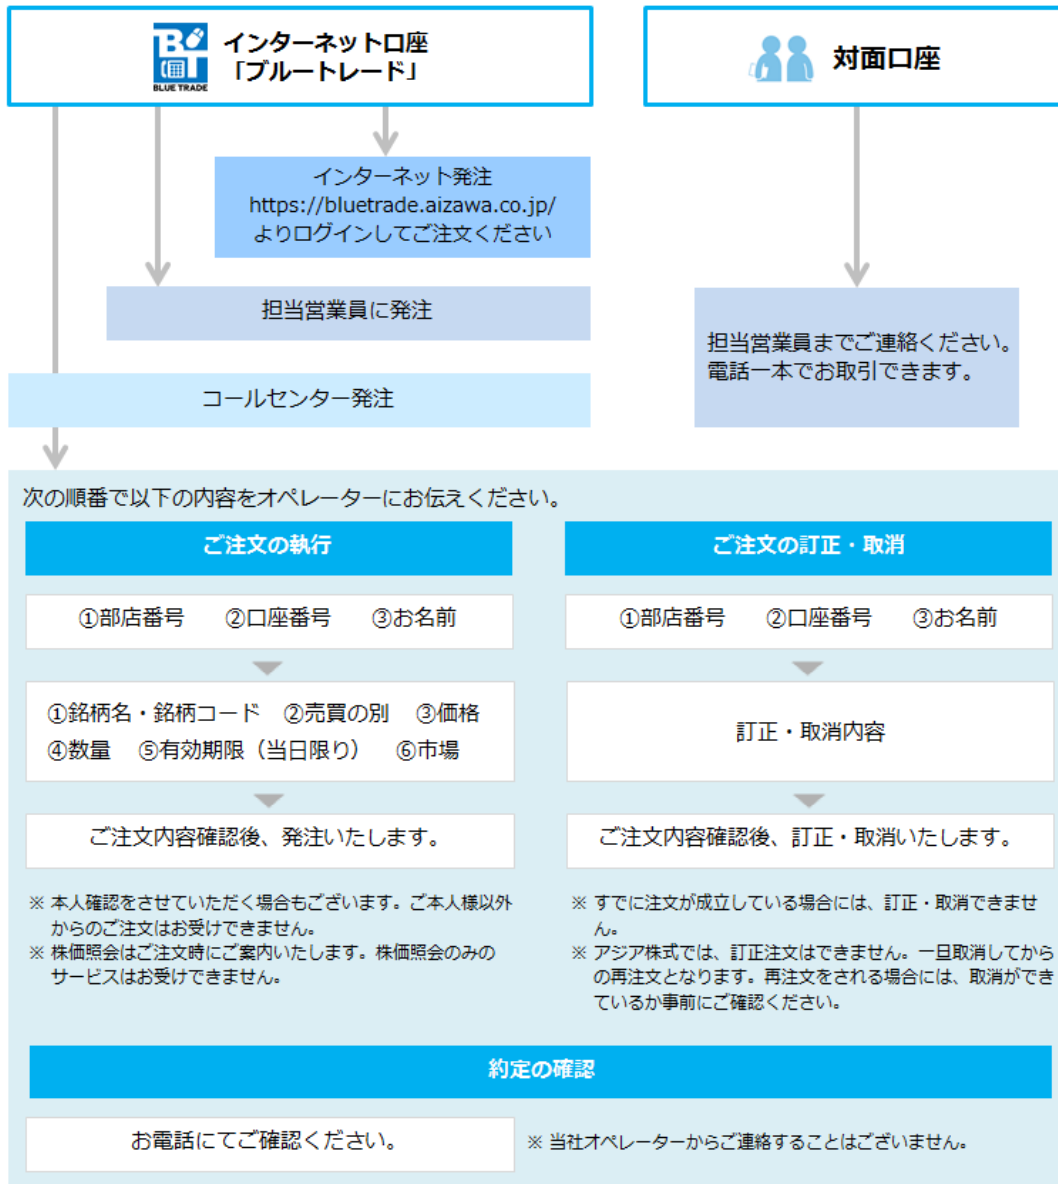 BT
BLUE TRADE
インターネット口座
「ブルートレード」
対面口座
インターネット発注
https://bluetrade.aizawa.co.jp/
よりログインしてご注文ください
担当営業員に発注
担当営業員までご連絡ください。
電話一本でお取引できます。
コールセンター発注
次の順番で以下の内容をオペレーターにお伝えください。
ご注文の執行
①部店番号 ②口座番号 ③お名前
①銘柄名・銘柄コード ②売買の別 ③価格
④数量 ⑤有効期限（当日限り） ⑥市場
ご注文内容確認後、発注いたします。
※ 本人確認をさせていただく場合もございます。ご本人様以外
からのご注文はお受けできません。
※ 株価照会はご注文時にご案内いたします。株価照会のみの
サービスはお受けできません。
ご注文の訂正・取消
①部店番号 ②口座番号 ③お名前
訂正・取消内容
ご注文内容確認後、訂正・取消いたします。
※ すでに注文が成立している場合には、訂正・取消できませ
ん。
※ アジア株式では、訂正注文はできません。一旦取消してから
の再注文となります。再注文をされる場合には、取消ができ
ているか事前にご確認ください。
約定の確認
お電話にてご確認ください。
※ 当社オペレーターからご連絡することはございません。